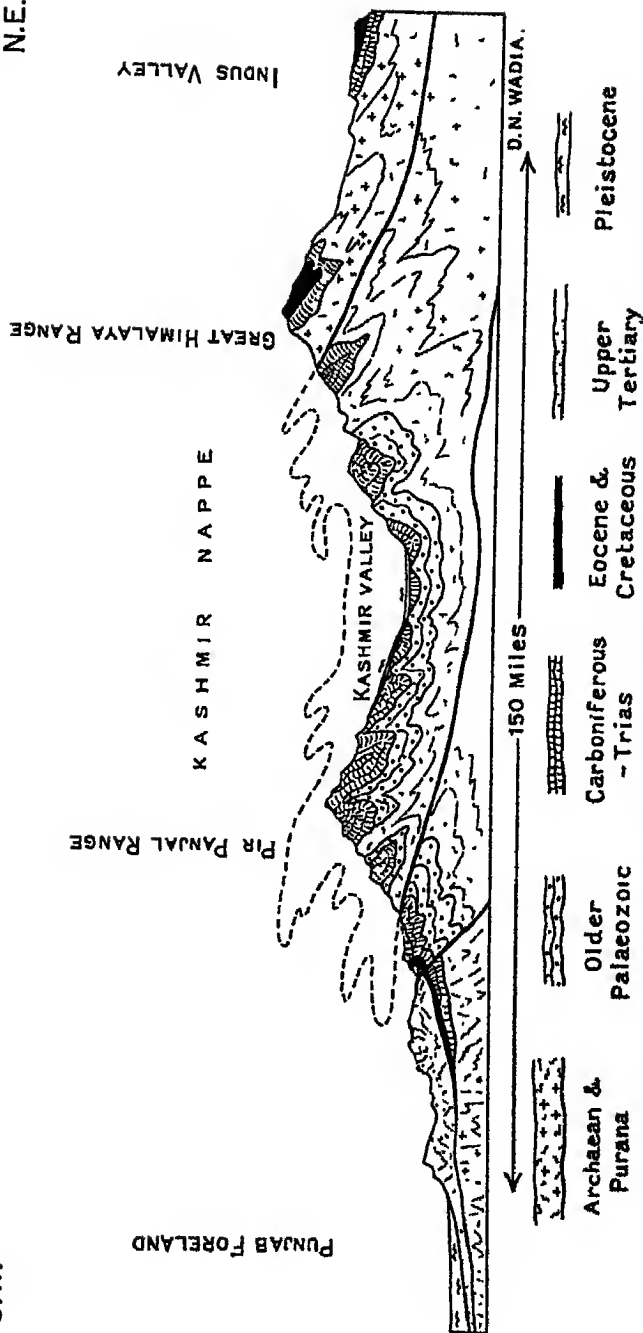 N.E.
PUNJAB FORELAND
PIR PANJAL RANGE
KASHMIR NAPPE
KASHMIR VALLEY
GREAT HIMALAYA RANGE
INDUS VALLEY
D.N. WADIA.
150 Miles
Archaean &
Purana
Older
Palaeozoic
Carboniferous
-Trias
Eocene &
Cretaceous
Upper
Tertiary
Pleistocene